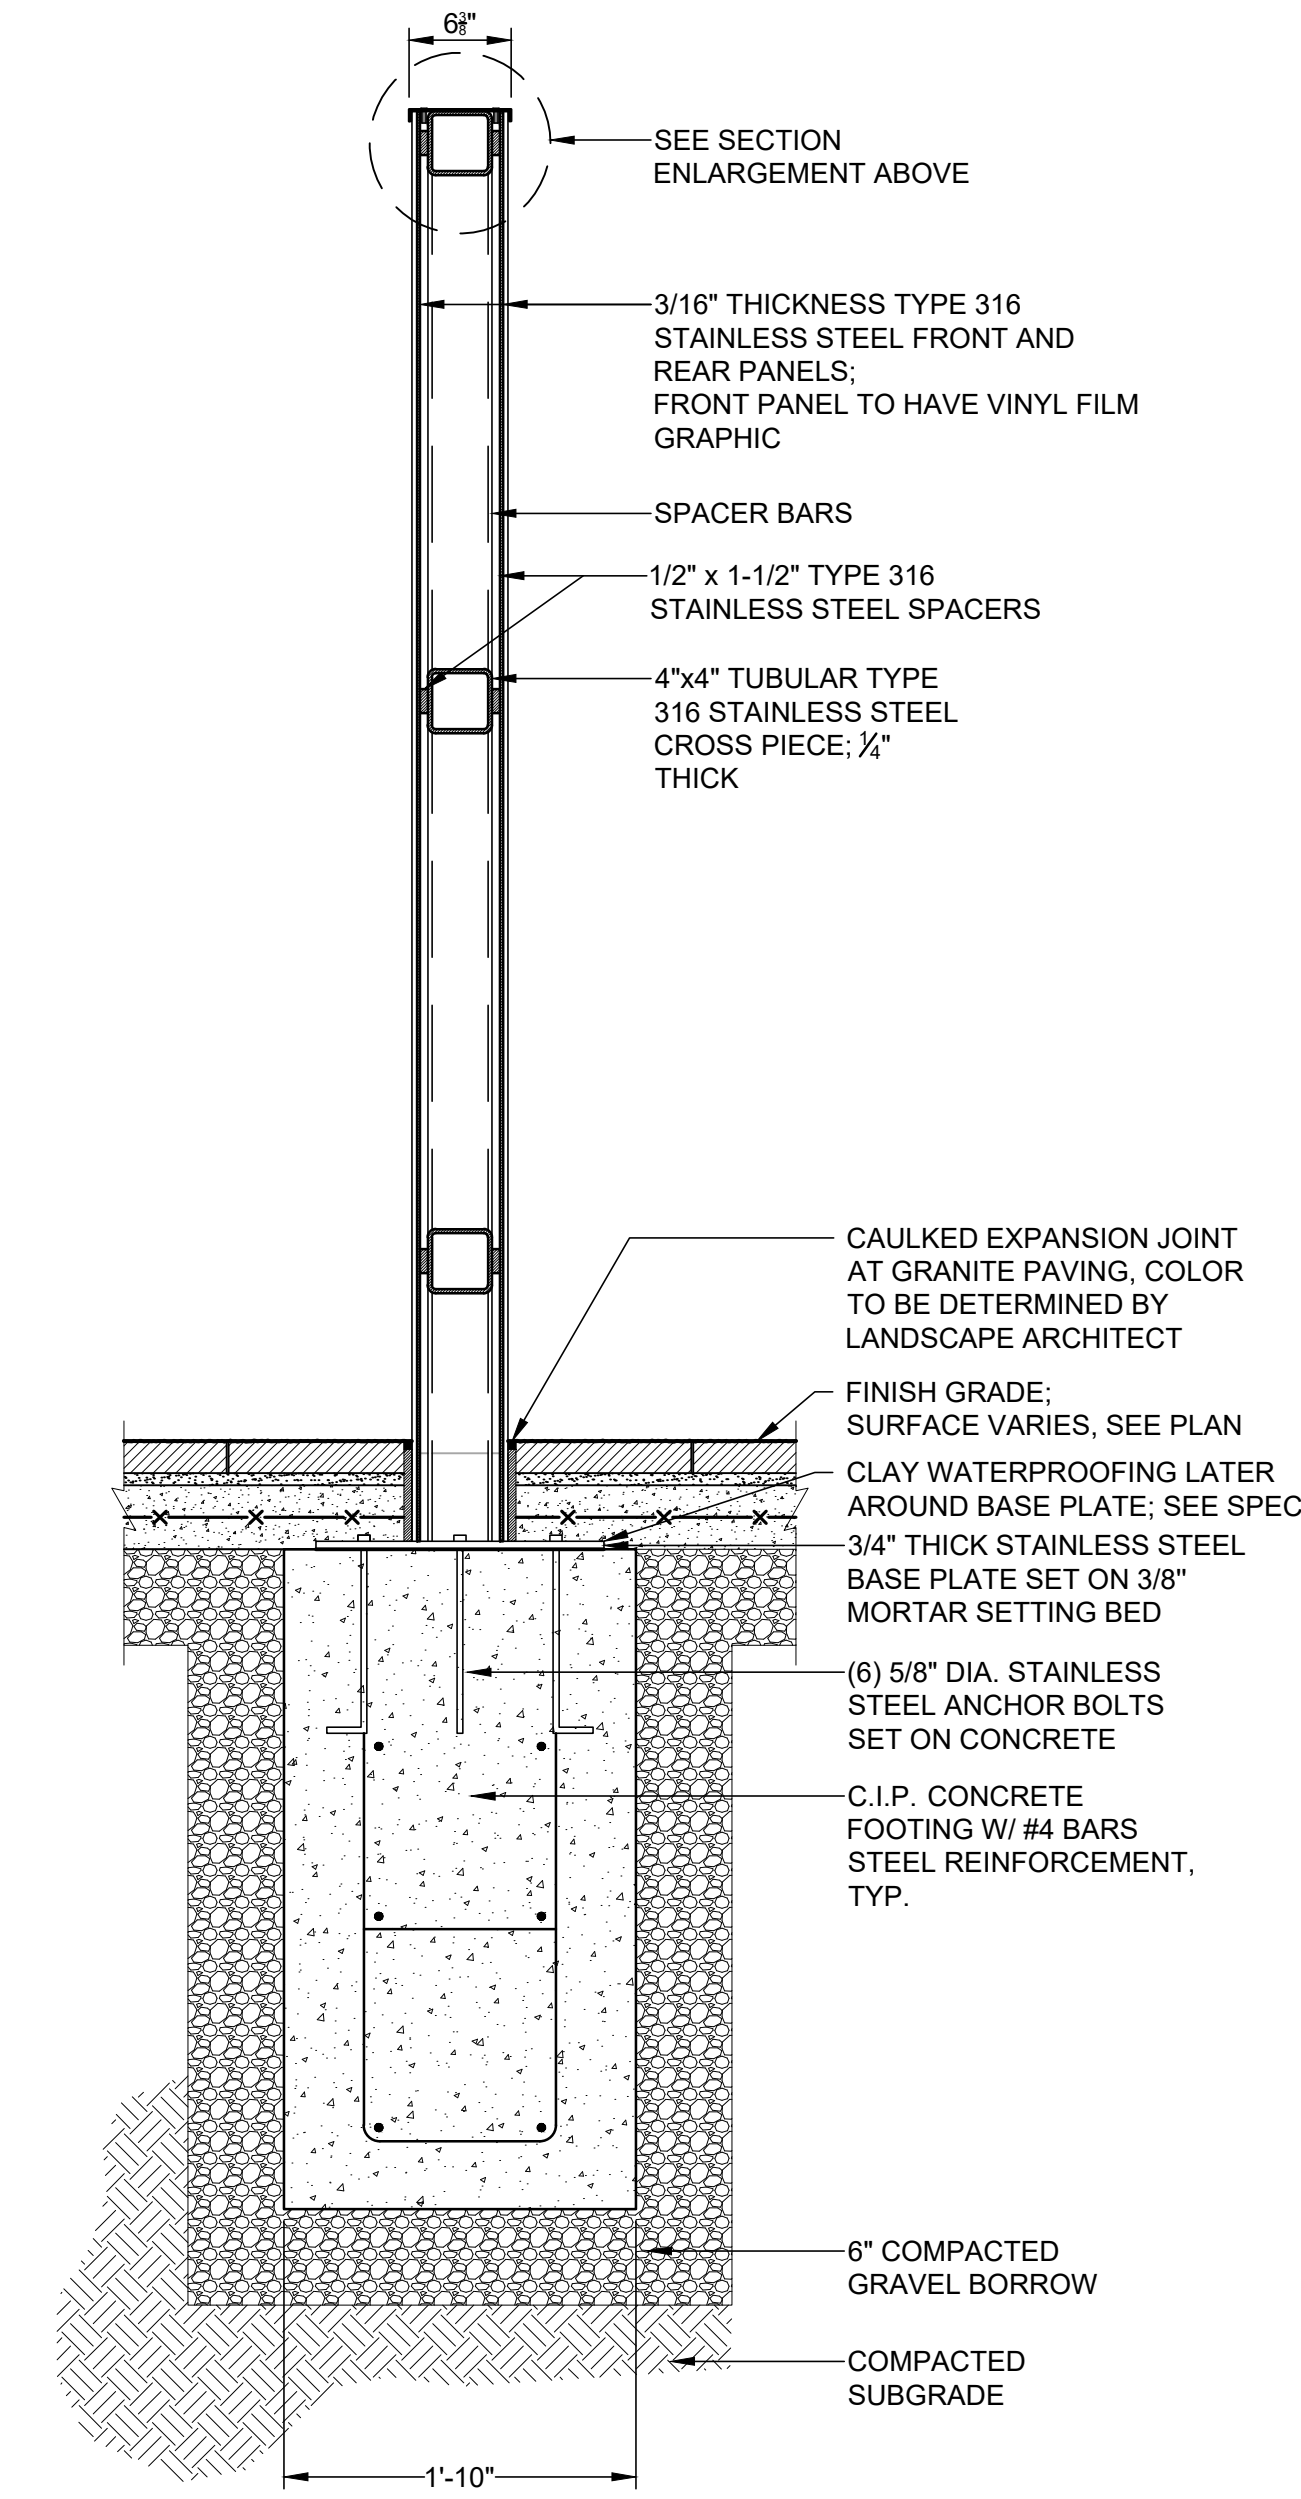 6 3/8"
SEE SECTION
ENLARGEMENT ABOVE
3/16" THICKNESS TYPE 316
STAINLESS STEEL FRONT AND
REAR PANELS;
FRONT PANEL TO HAVE VINYL FILM
GRAPHIC
SPACER BARS
1/2" x 1-1/2" TYPE 316
STAINLESS STEEL SPACERS
4"x4" TUBULAR TYPE
316 STAINLESS STEEL
CROSS PIECE; 1/4"
THICK
CAULKED EXPANSION JOINT
AT GRANITE PAVING, COLOR
TO BE DETERMINED BY
LANDSCAPE ARCHITECT
FINISH GRADE;
SURFACE VARIES, SEE PLAN
CLAY WATERPROOFING LATER
AROUND BASE PLATE; SEE SPEC
3/4" THICK STAINLESS STEEL
BASE PLATE SET ON 3/8"
MORTAR SETTING BED
(6) 5/8" DIA. STAINLESS
STEEL ANCHOR BOLTS
SET ON CONCRETE
C.I.P. CONCRETE
FOOTING W/ #4 BARS
STEEL REINFORCEMENT,
TYP.
6" COMPACTED
GRAVEL BORROW
COMPACTED
SUBGRADE
1'-10"